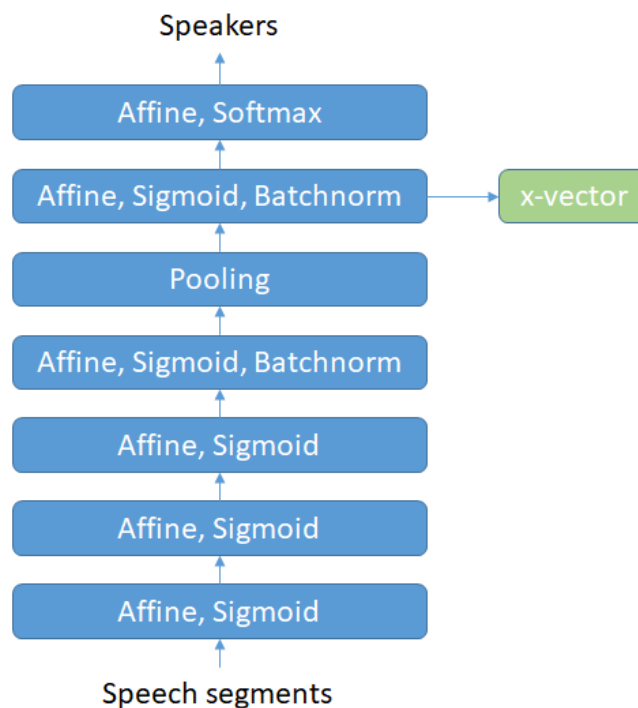 Speakers
Affine, Softmax
Affine, Sigmoid, Batchnorm
x-vector
Pooling
Affine, Sigmoid, Batchnorm
Affine, Sigmoid
Affine, Sigmoid
Affine, Sigmoid
Speech segments